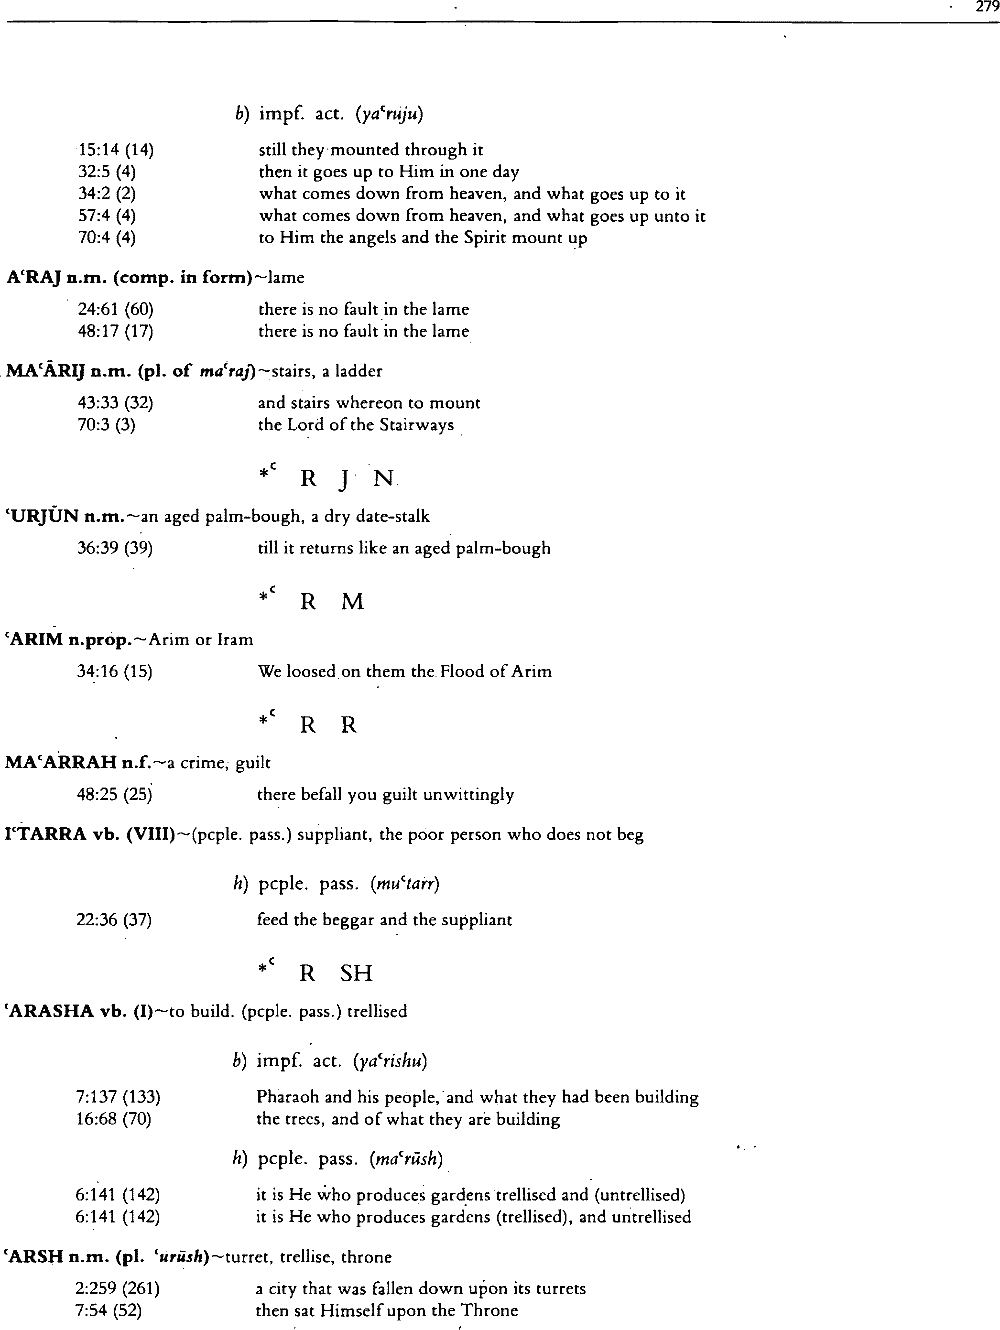 279
b) impf. act. (yaʿruju)
15:14 (14) still they mounted through it
32:5 (4) then it goes up to Him in one day
34:2 (2) what comes down from heaven, and what goes up to it
57:4 (4) what comes down from heaven, and what goes up unto it
70:4 (4) to Him the angels and the Spirit mount up
AʿRAJ n.m. (comp. in form)~lame
24:61 (60) there is no fault in the lame
48:17 (17) there is no fault in the lame
MAʿĀRIJ n.m. (pl. of maʿraj)~stairs, a ladder
43:33 (32) and stairs whereon to mount
70:3 (3) the Lord of the Stairways
*ʿ R J N
ʿURJŪN n.m.~an aged palm-bough, a dry date-stalk
36:39 (39) till it returns like an aged palm-bough
*ʿ R M
ʿARIM n.prop.~Arim or Iram
34:16 (15) We loosed on them the Flood of Arim
*ʿ R R
MAʿARRAH n.f.~a crime, guilt
48:25 (25) there befall you guilt unwittingly
IʿTARRA vb. (VIII)~(pcple. pass.) suppliant, the poor person who does not beg
h) pcple. pass. (muʿtarr)
22:36 (37) feed the beggar and the suppliant
*ʿ R SH
ʿARASHA vb. (I)~to build. (pcple. pass.) trellised
b) impf. act. (yaʿrishu)
7:137 (133) Pharaoh and his people, and what they had been building
16:68 (70) the trees, and of what they are building
h) pcple. pass. (maʿrūsh)
6:141 (142) it is He who produces gardens trellised and (untrellised)
6:141 (142) it is He who produces gardens (trellised), and untrellised
ʿARSH n.m. (pl. ʿurūsh)~turret, trellise, throne
2:259 (261) a city that was fallen down upon its turrets
7:54 (52) then sat Himself upon the Throne